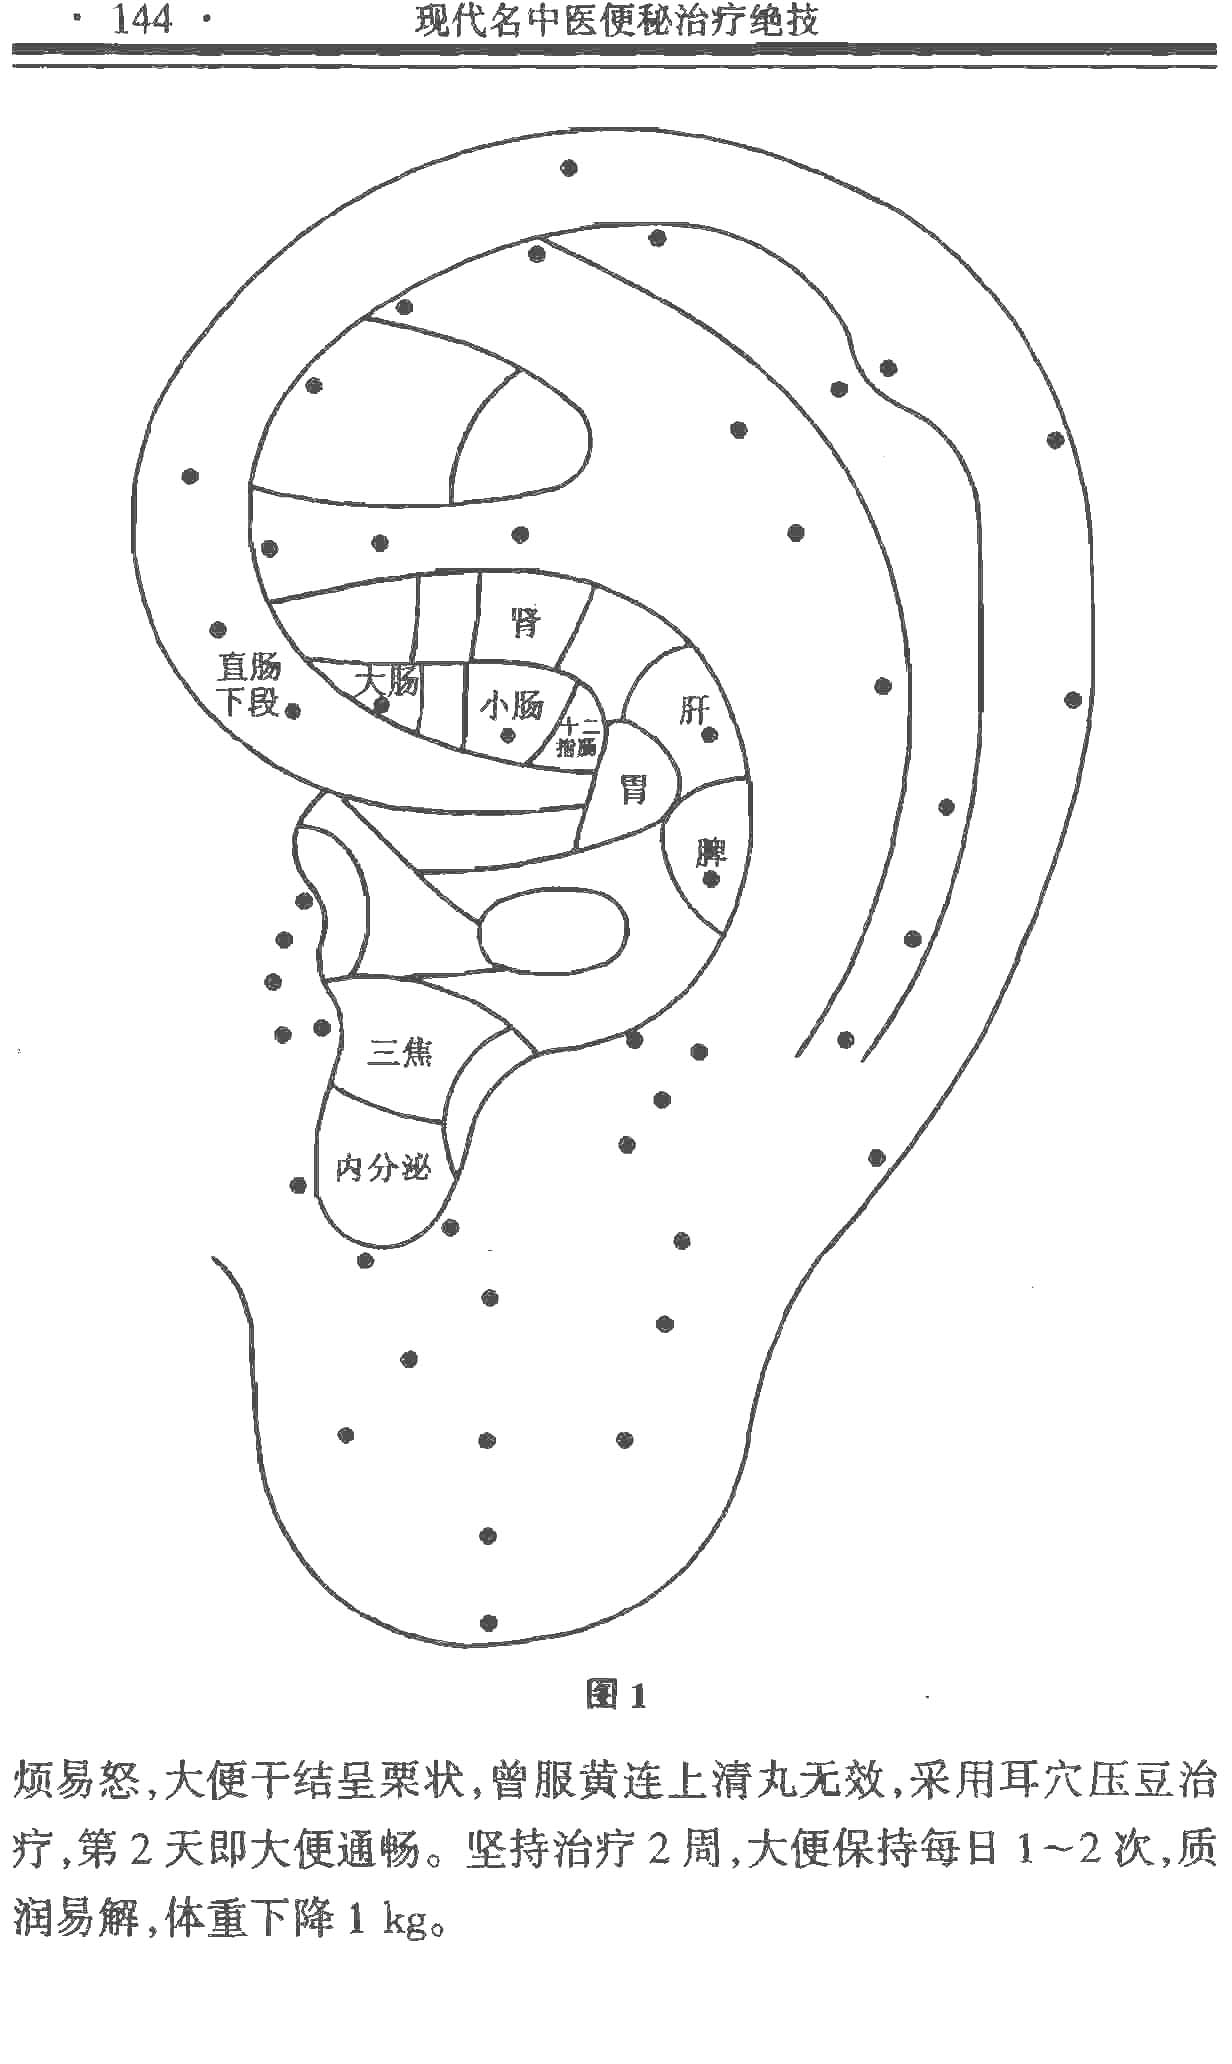 · 144 ·
现代名中医便秘治疗绝技
肾
直肠
下段
大肠
小肠
十二
指肠
肝
胃
脾
三焦
内分泌
图 1
烦易怒,大便干结呈栗状,曾服黄连上清丸无效,采用耳穴压豆治
疗,第 2 天即大便通畅。坚持治疗 2 周,大便保持每日 1~2 次,质
润易解,体重下降 1 kg。